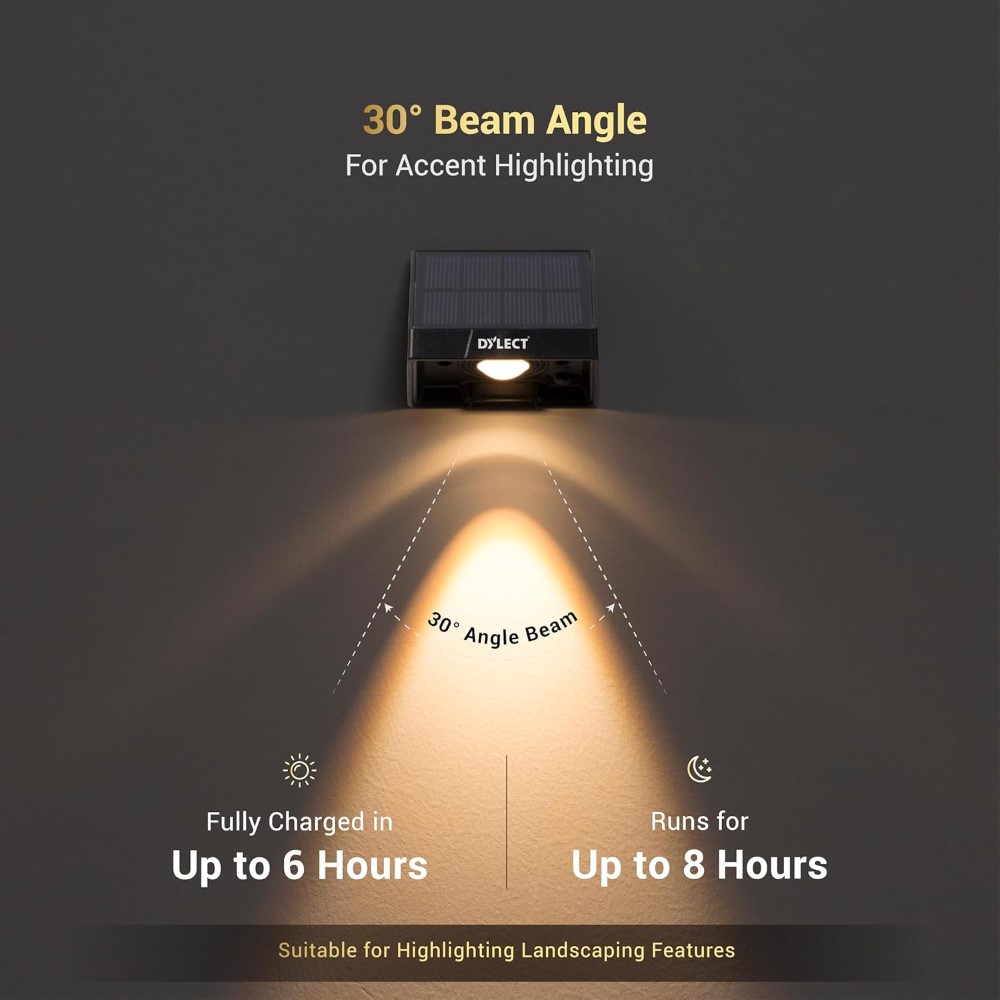 30° Beam Angle
For Accent Highlighting
DYLECT
30° Angle Beam
Fully Charged in
Up to 6 Hours
Runs for
Up to 8 Hours
Suitable for Highlighting Landscaping Features